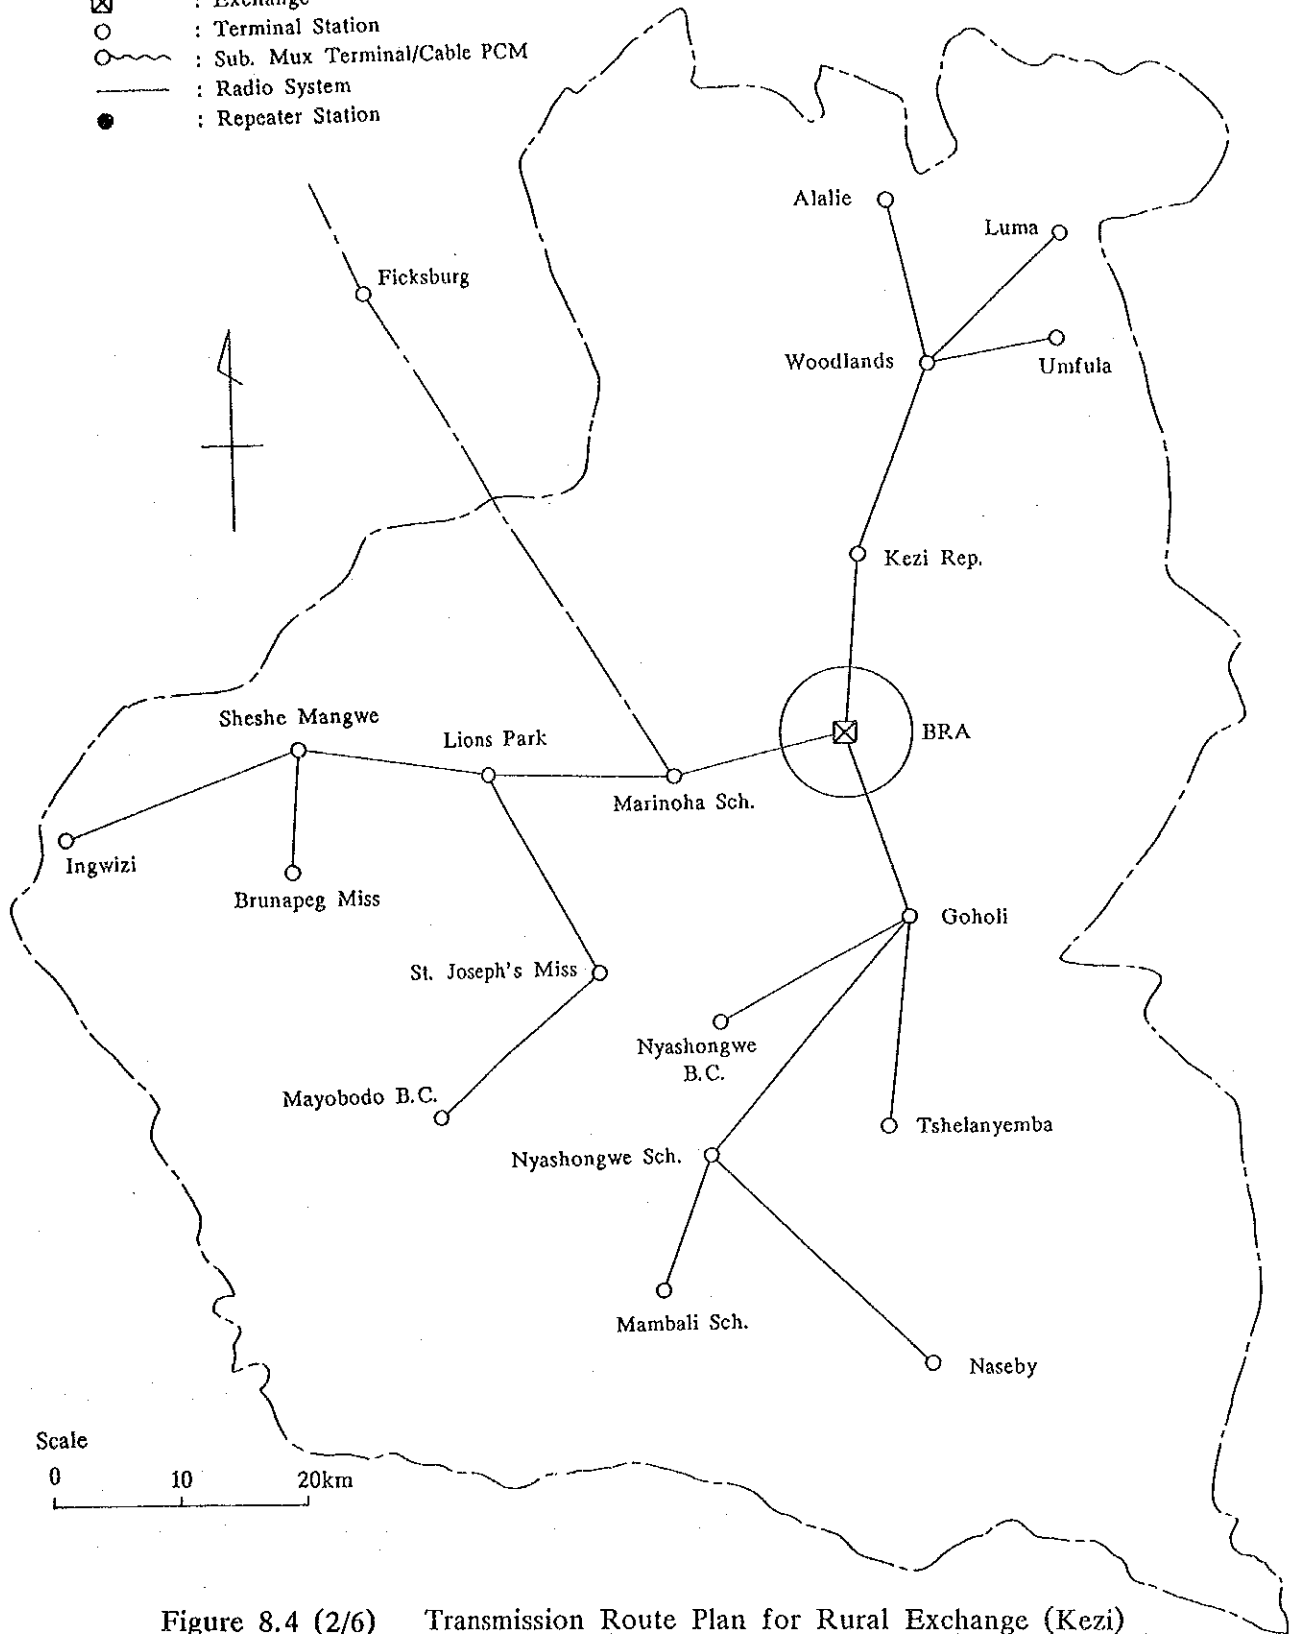 : Exchange
: Terminal Station
: Sub. Mux Terminal/Cable PCM
: Radio System
: Repeater Station
Alalie
Luma
Ficksburg
Woodlands
Umfula
Kezi Rep.
Sheshe Mangwe
Lions Park
BRA
Marinoha Sch.
Ingwizi
Brunapeg Miss
Goholi
St. Joseph's Miss
Nyashongwe
B.C.
Mayobodo B.C.
Tshelanyemba
Nyashongwe Sch.
Mambali Sch.
Naseby
Scale
0 10 20km
Figure 8.4 (2/6) Transmission Route Plan for Rural Exchange (Kezi)